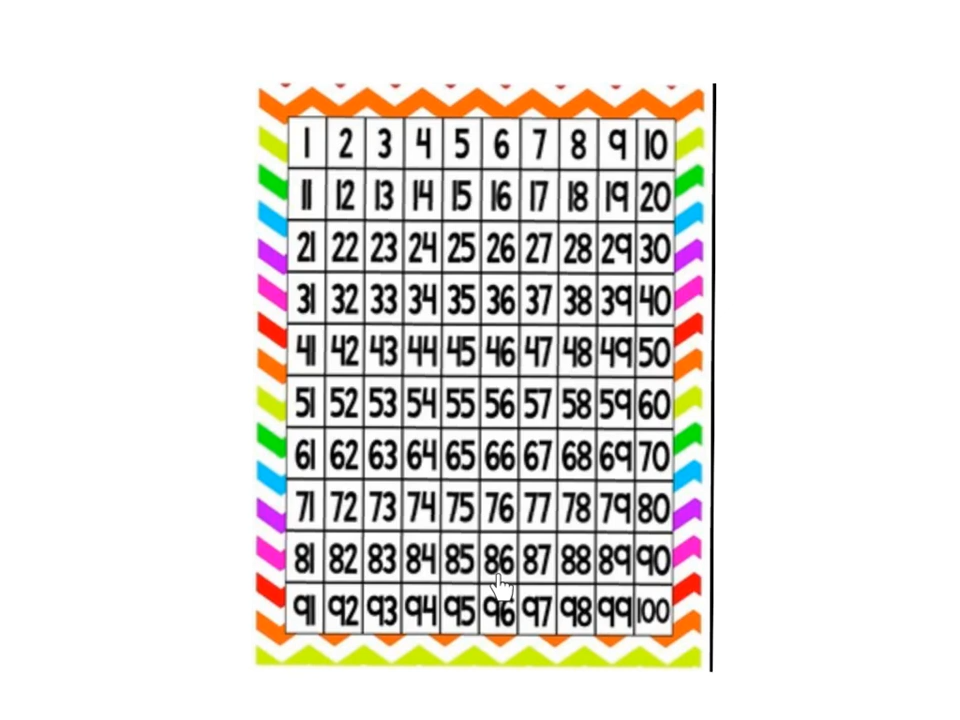 1 2 3 4 5 6 7 8 9 10
11 12 13 14 15 16 17 18 19 20
21 22 23 24 25 26 27 28 29 30
31 32 33 34 35 36 37 38 39 40
41 42 43 44 45 46 47 48 49 50
51 52 53 54 55 56 57 58 59 60
61 62 63 64 65 66 67 68 69 70
71 72 73 74 75 76 77 78 79 80
81 82 83 84 85 86 87 88 89 90
91 92 93 94 95 96 97 98 99 100